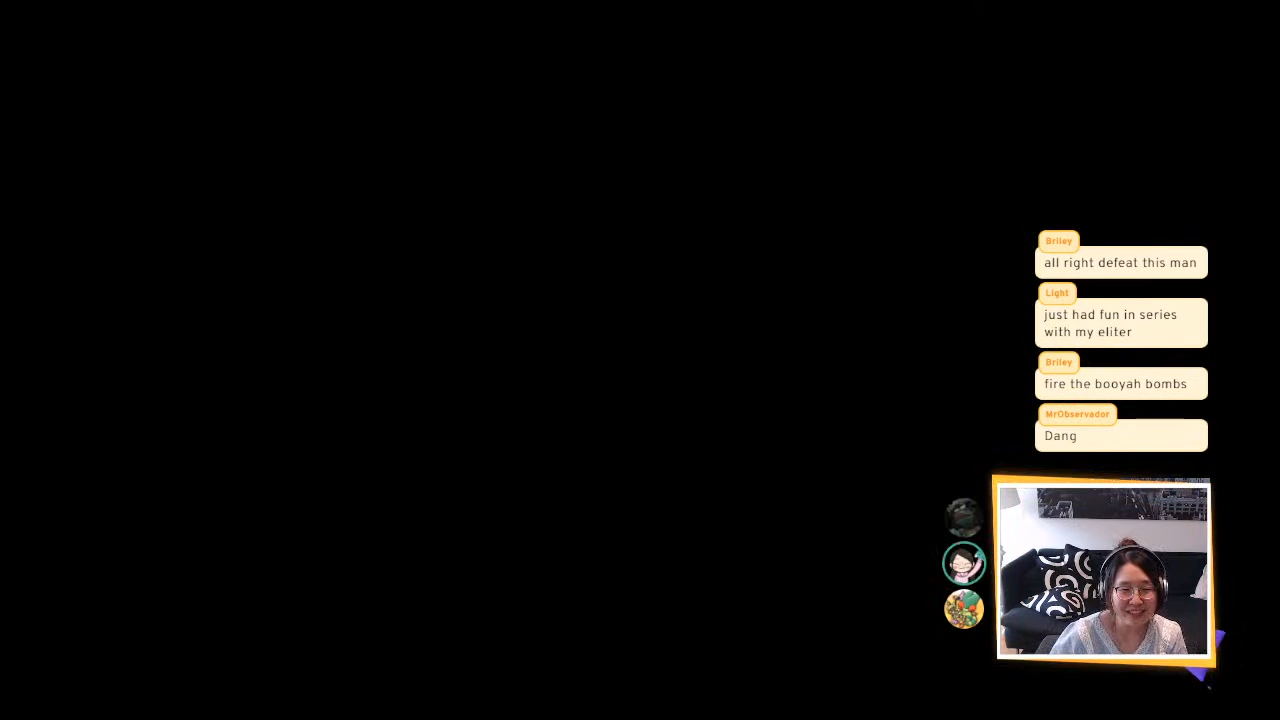 Briley
all right defeat this man
Light
just had fun in series
with my eliter
Briley
fire the booyah bombs
MrObservador
Dang